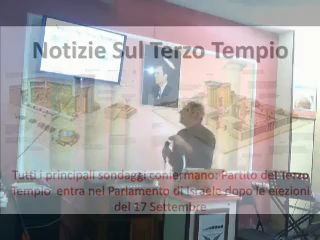 Notizie Sul Terzo Tempio
Tutti i principali sondaggi confermano: Partito del Terzo
Tempio entra nel Parlamento di Israele dopo le elezioni
del 17 Settembre